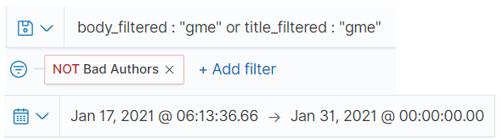 body_filtered : "gme" or title_filtered : "gme"
NOT Bad Authors × + Add filter
Jan 17, 2021 @ 06:13:36.66 → Jan 31, 2021 @ 00:00:00.00